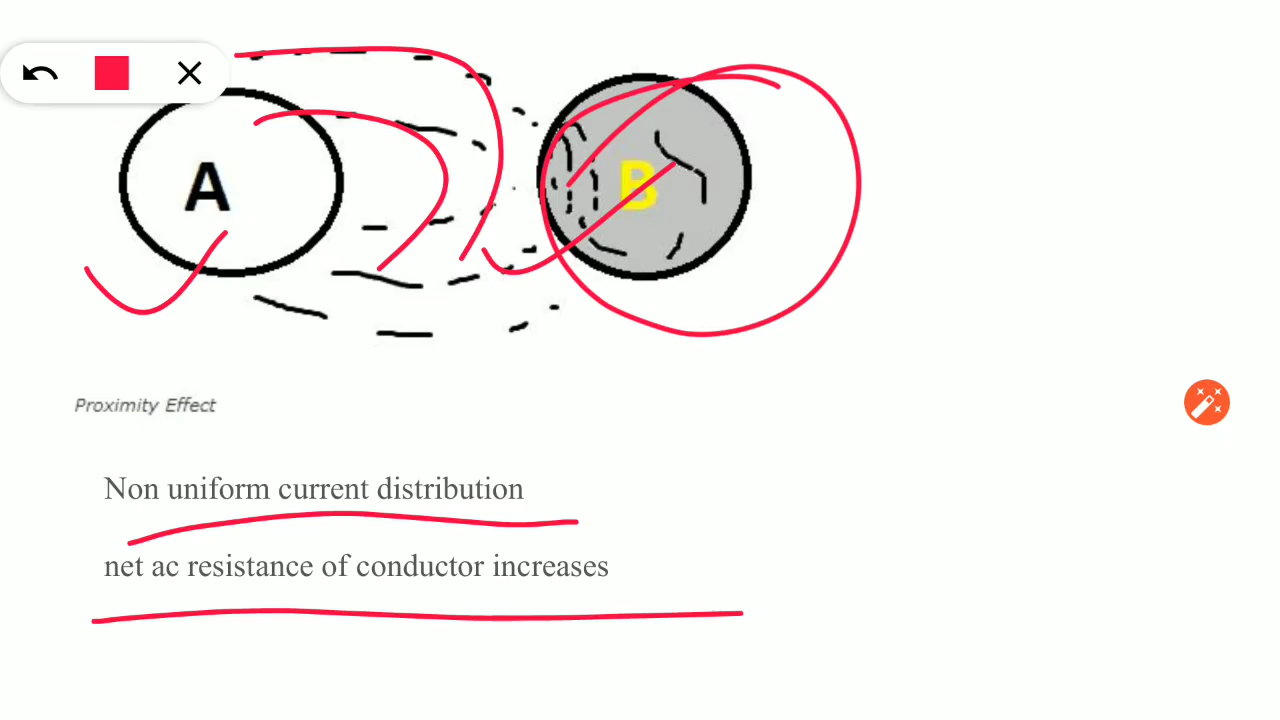 A
B
Proximity Effect
Non uniform current distribution
net ac resistance of conductor increases